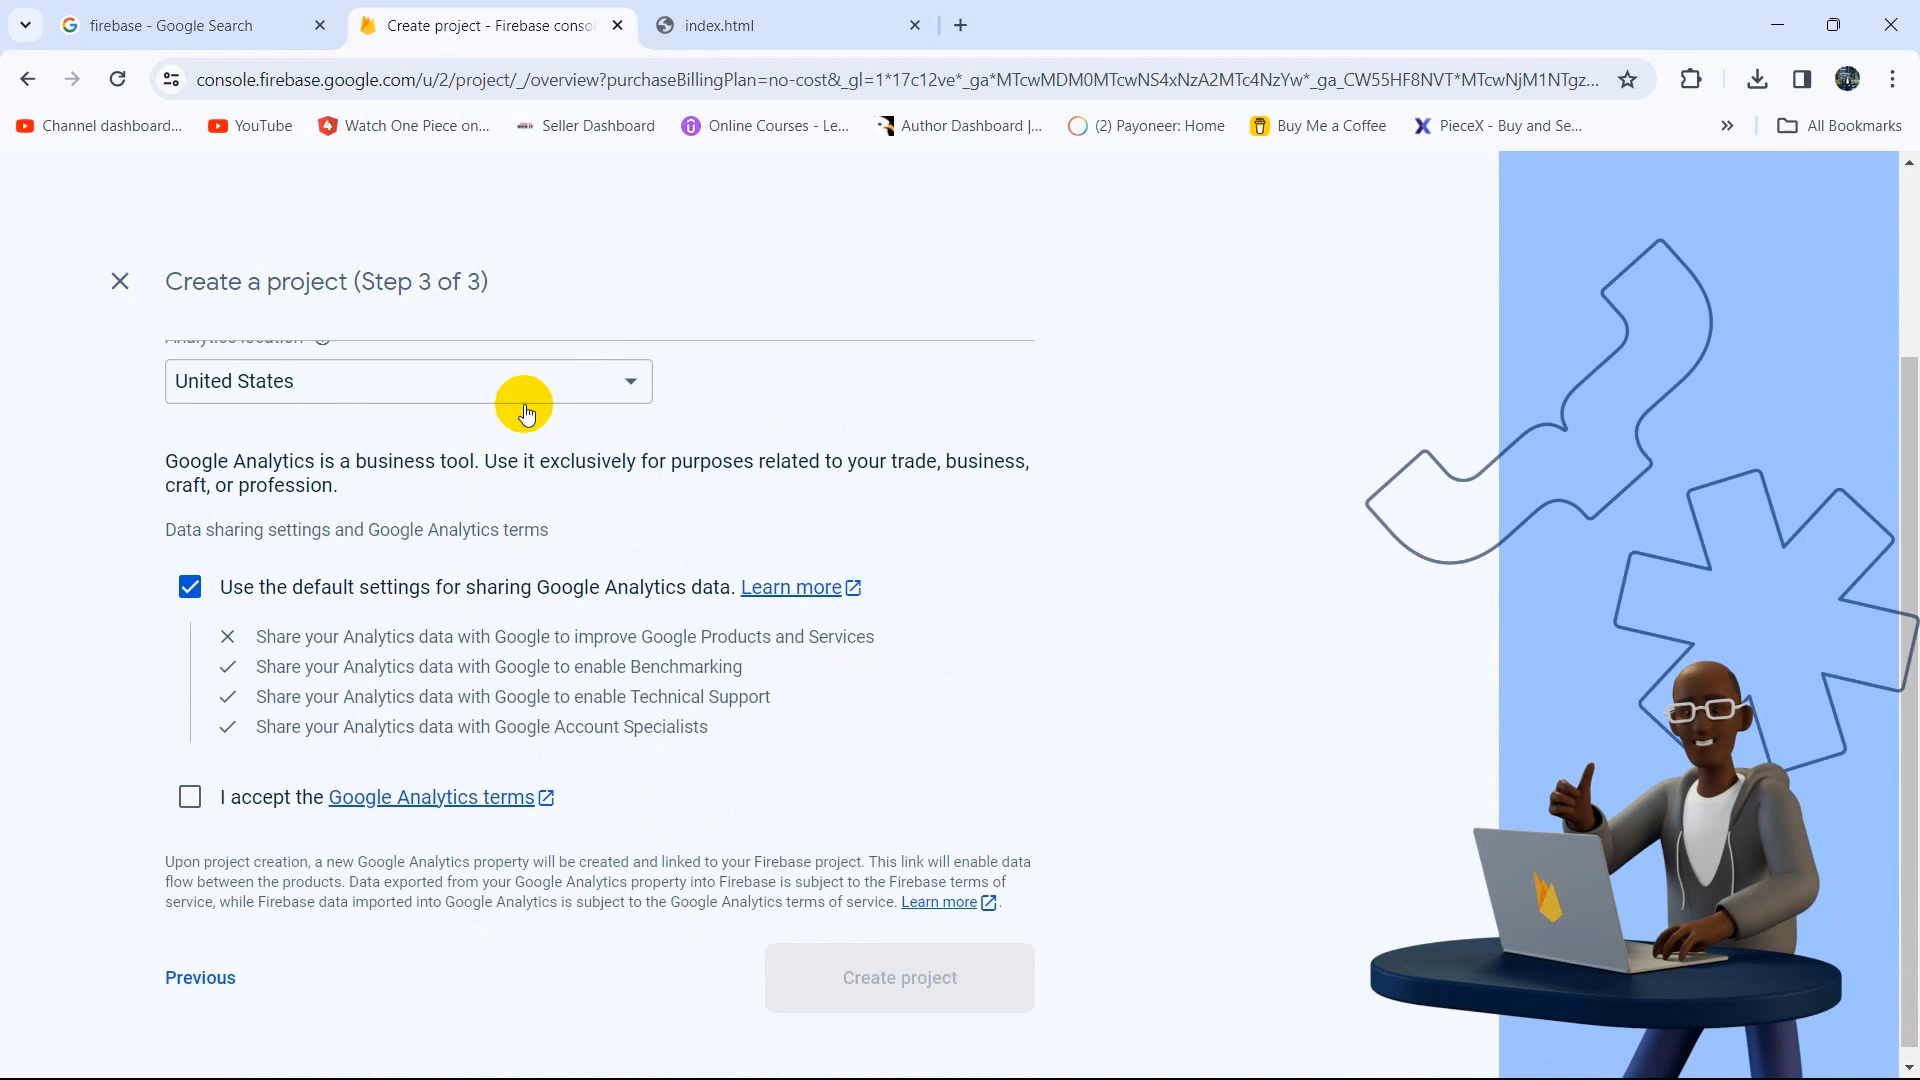 firebase - Google Search
Create project - Firebase conso
index.html
console.firebase.google.com/u/2/project/_/overview?purchaseBillingPlan=no-cost&_gl=1*17c12ve*_ga*MTcwMDM0MTcwNS4xNzA2MTc4NzYw*_ga_CW55HF8NVT*MTcwNjM1NTgz...
Channel dashboard...
YouTube
Watch One Piece on...
Seller Dashboard
Online Courses - Le...
Author Dashboard |...
(2) Payoneer: Home
Buy Me a Coffee
PieceX - Buy and Se...
All Bookmarks
Create a project (Step 3 of 3)
Analytics location
United States
Google Analytics is a business tool. Use it exclusively for purposes related to your trade, business,
craft, or profession.
Data sharing settings and Google Analytics terms
Use the default settings for sharing Google Analytics data. Learn more
Share your Analytics data with Google to improve Google Products and Services
Share your Analytics data with Google to enable Benchmarking
Share your Analytics data with Google to enable Technical Support
Share your Analytics data with Google Account Specialists
I accept the Google Analytics terms
Upon project creation, a new Google Analytics property will be created and linked to your Firebase project. This link will enable data
flow between the products. Data exported from your Google Analytics property into Firebase is subject to the Firebase terms of
service, while Firebase data imported into Google Analytics is subject to the Google Analytics terms of service. Learn more .
Previous
Create project